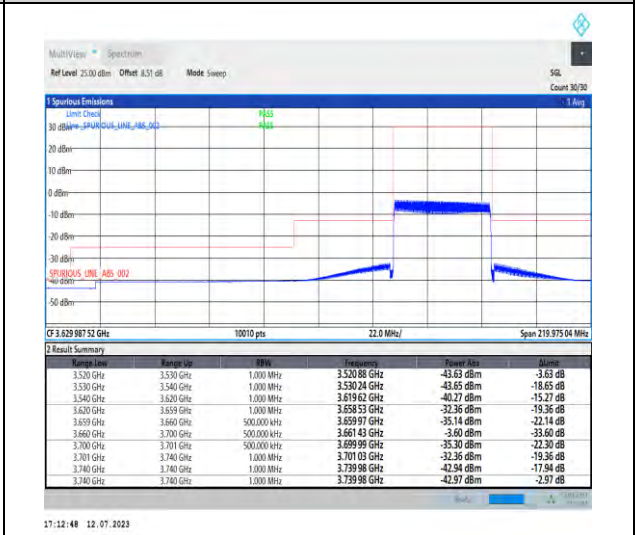 MultiView Spectrum
Ref Level 25.00 dBm Offset 8.51 dB Mode Sweep SGL
Count 30/30
1 Spurious Emissions 1 Avg
Limit Check PASS
Line _SPURIOUS_LINE_ABS_002 PASS
30 dBm
20 dBm
10 dBm
0 dBm
-10 dBm
-20 dBm
-30 dBm
_SPURIOUS_LINE_ABS_002
-40 dBm
-50 dBm
CF 3.629 987 52 GHz 10010 pts 22.0 MHz/ Span 219.975 04 MHz
2 Result Summary
Range Low Range Up RBW Frequency Power Abs ΔLimit
3.520 GHz 3.530 GHz 1.000 MHz 3.520 88 GHz -43.63 dBm -3.63 dB
3.530 GHz 3.540 GHz 1.000 MHz 3.530 24 GHz -43.65 dBm -18.65 dB
3.540 GHz 3.620 GHz 1.000 MHz 3.619 62 GHz -40.27 dBm -15.27 dB
3.620 GHz 3.659 GHz 1.000 MHz 3.658 53 GHz -32.36 dBm -19.36 dB
3.659 GHz 3.660 GHz 500.000 kHz 3.659 97 GHz -35.14 dBm -22.14 dB
3.660 GHz 3.700 GHz 500.000 kHz 3.661 43 GHz -3.60 dBm -33.60 dB
3.700 GHz 3.701 GHz 500.000 kHz 3.699 99 GHz -35.30 dBm -22.30 dB
3.701 GHz 3.740 GHz 1.000 MHz 3.701 03 GHz -32.36 dBm -19.36 dB
3.740 GHz 3.740 GHz 1.000 MHz 3.739 98 GHz -42.94 dBm -17.94 dB
3.740 GHz 3.740 GHz 1.000 MHz 3.739 98 GHz -42.97 dBm -2.97 dB
17:12:48 12.07.2023